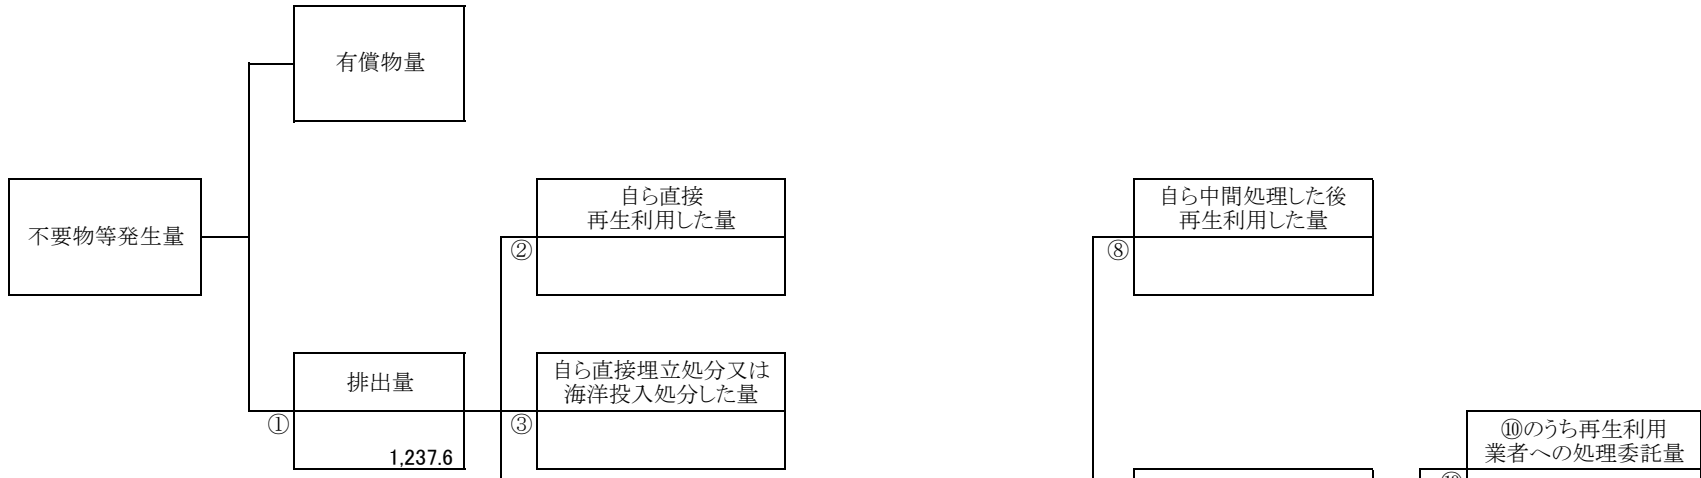 有償物量
不要物等発生量
自ら直接
再生利用した量
②
自ら中間処理した後
再生利用した量
⑧
排出量
①
1,237.6
自ら直接埋立処分又は
海洋投入処分した量
③
⑩のうち再生利用
業者への処理委託量